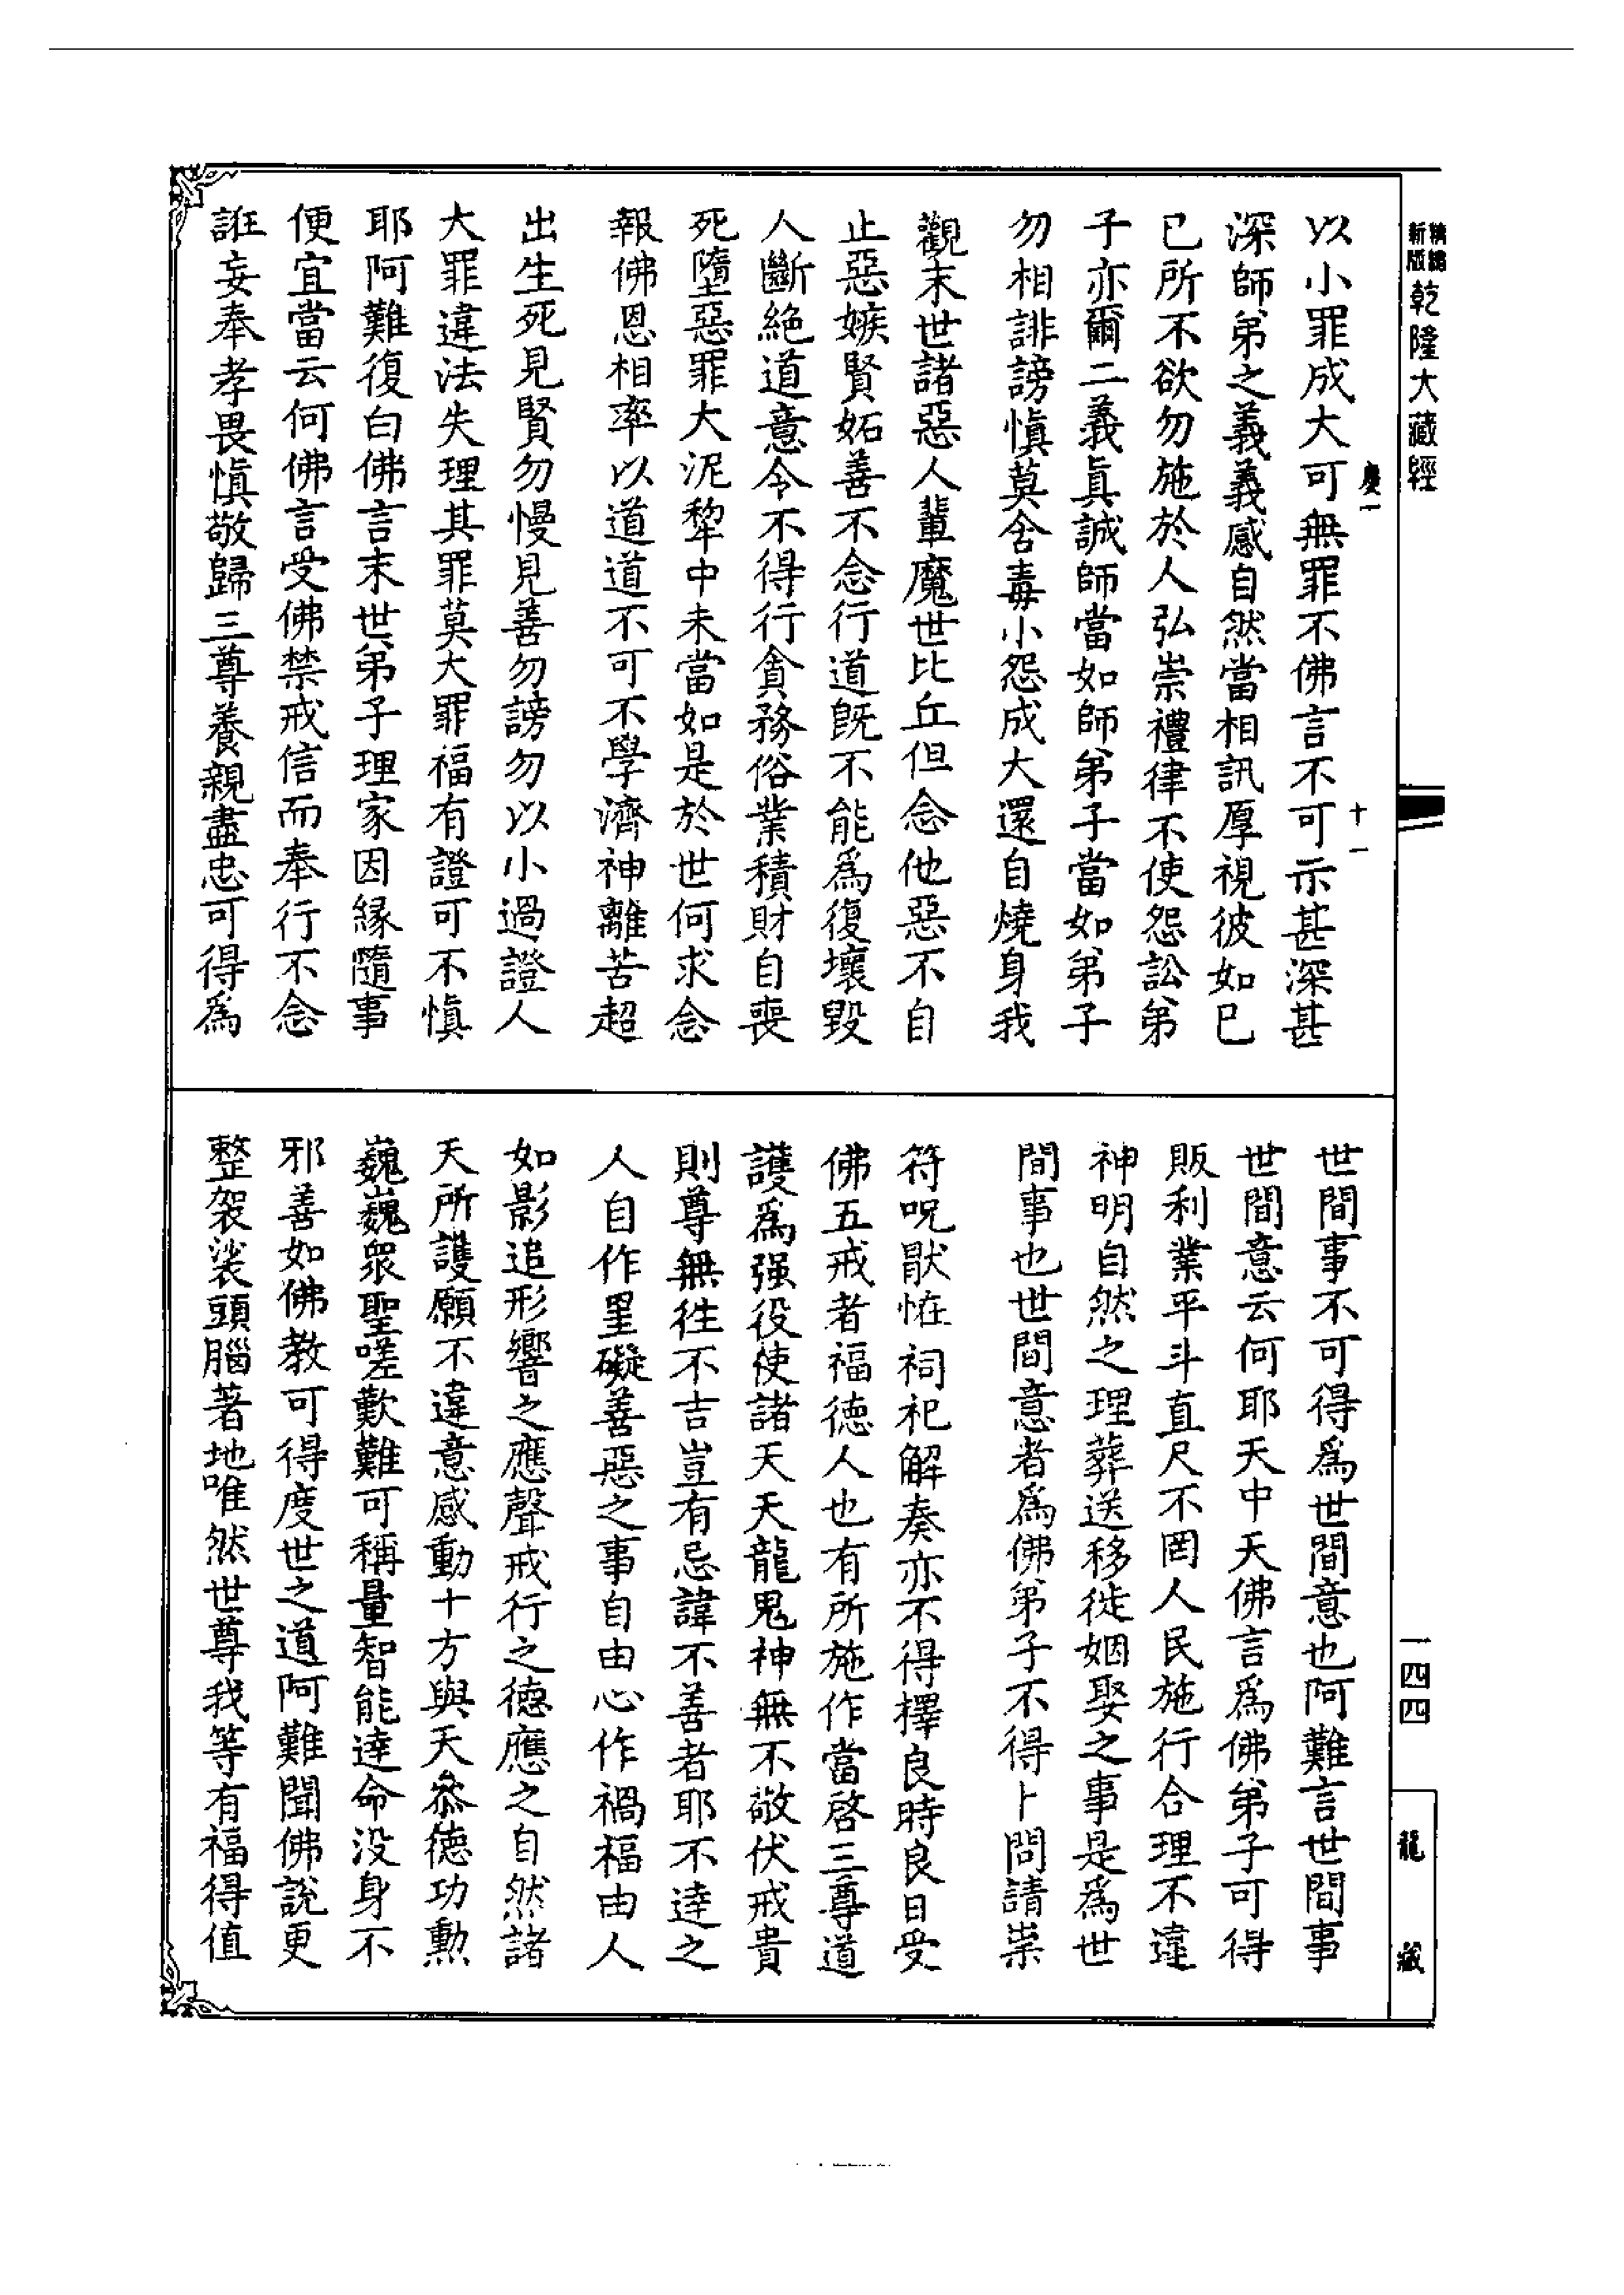 精編
新版
乾隆大藏經
慶一
十一
以小罪成大可無罪不佛言不可示甚深甚
深師弟之義義感自然當相訊厚視彼如已
已所不欲勿施於人弘崇禮律不使怨訟弟
子亦爾二義真誠師當如師弟子當如弟子
勿相誹謗慎莫含毒小怨成大還自燒身我
觀末世諸惡人輩魔世比丘但念他惡不自
止惡嫉賢妬善不念行道既不能為復壞毀
人斷絶道意令不得行貪務俗業積財自喪
死墮惡罪大泥犂中未當如是於世何求念
報佛恩相率以道道不可不學濟神離苦超
出生死見賢勿慢見善勿謗勿以小過證人
大罪違法失理其罪莫大罪福有證可不慎
耶阿難復白佛言末世弟子理家因緣隨事
便宜當云何佛言受佛禁戒信而奉行不念
誑妄奉孝畏慎敬歸三尊養親盡忠可得為
世間事不可得為世間意也阿難言世間事
世間意云何耶天中天佛言為佛弟子可得
販利業平斗直尺不罔人民施行合理不違
神明自然之理葬送移徙姻娶之事是為世
間事也世間意者為佛弟子不得卜問請祟
符呪猒恠祠祀解奏亦不得擇良時良日受
佛五戒者福德人也有所施作當啓三尊道
護為强役使諸天天龍鬼神無不敬伏戒貴
則尊無往不吉豈有忌諱不善者耶不達之
人自作罣礙善惡之事自由心作禍福由人
如影追形響之應聲戒行之德應之自然諸
天所護願不違意感動十方與天叅德功勲
巍巍衆聖嗟歎難可稱量智能達命没身不
邪善如佛教可得度世之道阿難聞佛說更
整袈裟頭腦著地唯然世尊我等有福得值
一四四
龍藏